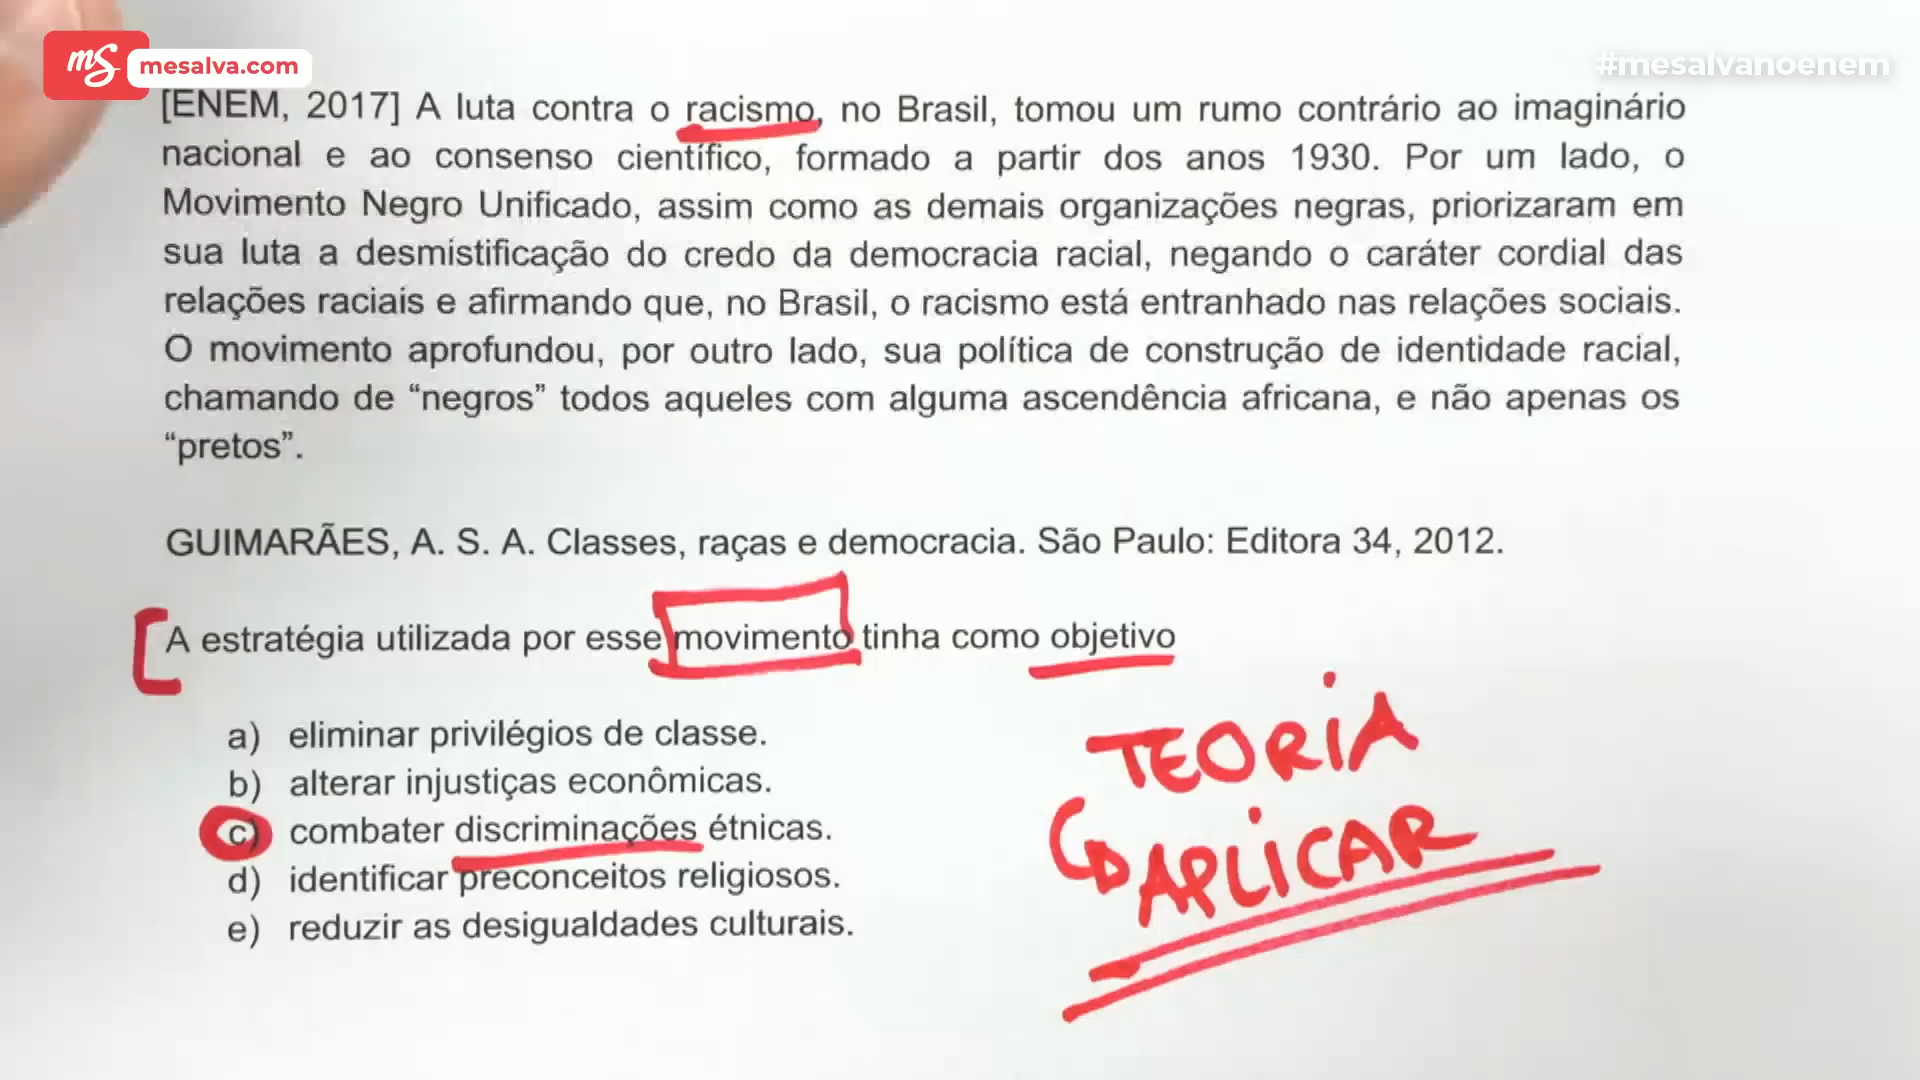 mS mesalva.com
#mesalvanoenem
[ENEM, 2017] A luta contra o racismo, no Brasil, tomou um rumo contrário ao imaginário
nacional e ao consenso científico, formado a partir dos anos 1930. Por um lado, o
Movimento Negro Unificado, assim como as demais organizações negras, priorizaram em
sua luta a desmistificação do credo da democracia racial, negando o caráter cordial das
relações raciais e afirmando que, no Brasil, o racismo está entranhado nas relações sociais.
O movimento aprofundou, por outro lado, sua política de construção de identidade racial,
chamando de “negros” todos aqueles com alguma ascendência africana, e não apenas os
“pretos”.
GUIMARÃES, A. S. A. Classes, raças e democracia. São Paulo: Editora 34, 2012.
A estratégia utilizada por esse movimento tinha como objetivo
a) eliminar privilégios de classe.
b) alterar injustiças econômicas.
c) combater discriminações étnicas.
d) identificar preconceitos religiosos.
e) reduzir as desigualdades culturais.
TEORIA
APLICAR